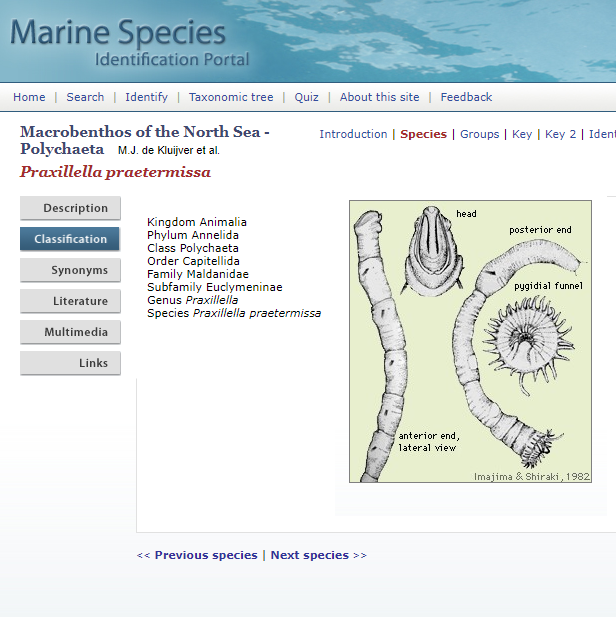 Marine Species
Identification Portal
Home | Search | Identify | Taxonomic tree | Quiz | About this site | Feedback
Macrobenthos of the North Sea -
Polychaeta M.J. de Kluijver et al.
Introduction | Species | Groups | Key | Key 2 | Ident
Praxillella praetermissa
Description
Classification
Synonyms
Literature
Multimedia
Links
Kingdom Animalia
Phylum Annelida
Class Polychaeta
Order Capitellida
Family Maldanidae
Subfamily Euclymeninae
Genus Praxillella
Species Praxillella praetermissa
head
posterior end
pygidial funnel
anterior end,
lateral view
Imajima & Shiraki, 1982
<< Previous species | Next species >>